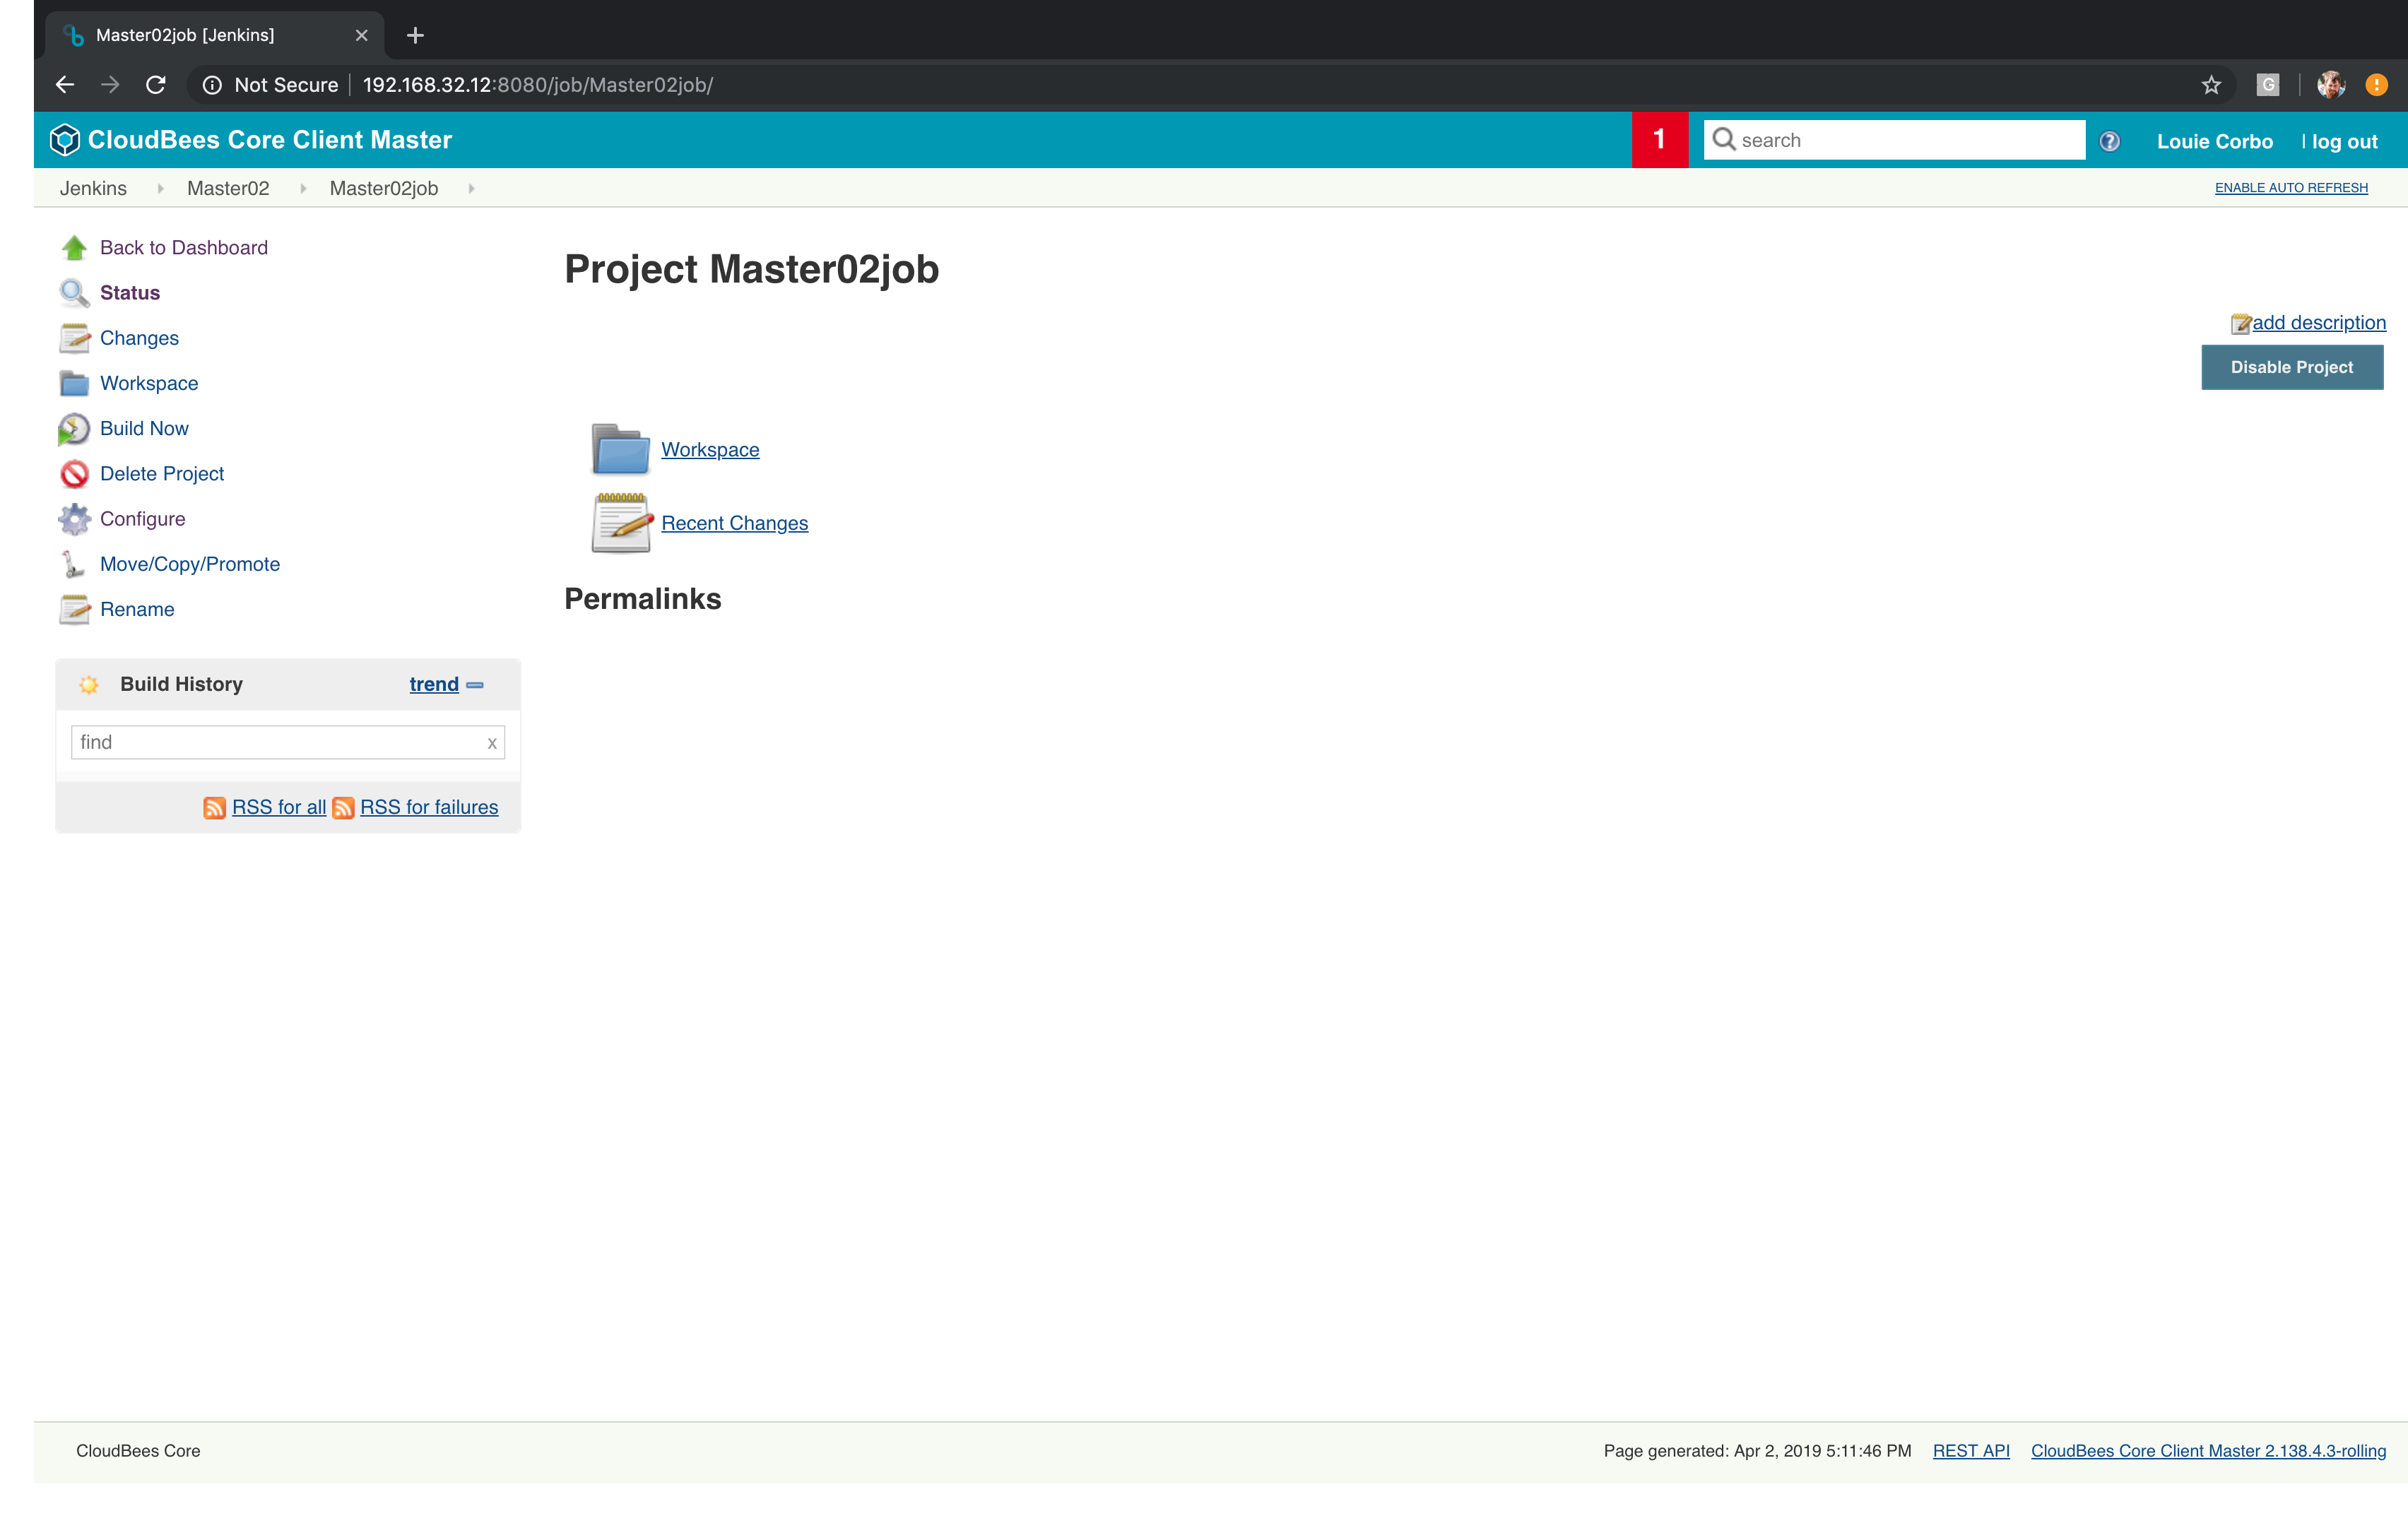 Master02job [Jenkins]
Not Secure 192.168.32.12:8080/job/Master02job/
G
CloudBees Core Client Master 1 search Louie Corbo | log out
Jenkins Master02 Master02job ENABLE AUTO REFRESH
Back to Dashboard
Status
Changes
Workspace
Build Now
Delete Project
Configure
Move/Copy/Promote
Rename
Build History trend
find x
RSS for all RSS for failures
Project Master02job
add description
Disable Project
Workspace
Recent Changes
Permalinks
CloudBees Core Page generated: Apr 2, 2019 5:11:46 PM REST API CloudBees Core Client Master 2.138.4.3-rolling